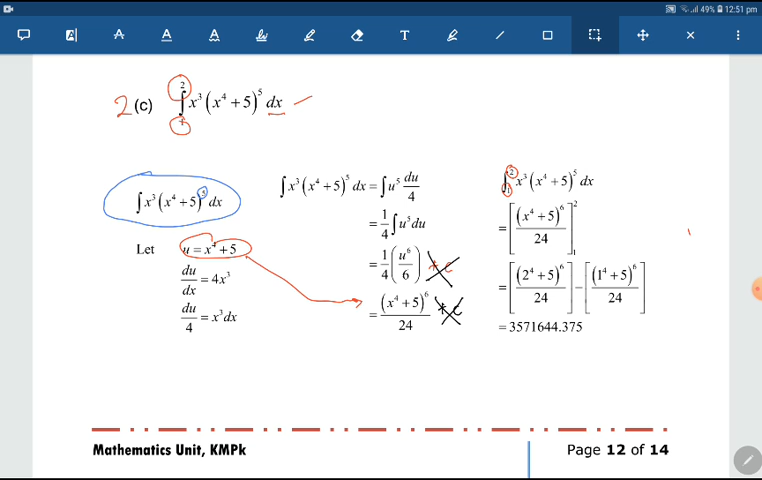 49% 12:51 pm
2 (c) ∫₁² x³(x⁴+5)⁵ dx
∫x³(x⁴+5)⁵ dx
Let u = x⁴+5
du/dx = 4x³
du/4 = x³dx
∫x³(x⁴+5)⁵ dx = ∫u⁵ du/4
= 1/4 ∫u⁵du
= 1/4 (u⁶/6) + c
= (x⁴+5)⁶/24 + c
∫₁² x³(x⁴+5)⁵ dx
= [(x⁴+5)⁶/24]₁²
= [(2⁴+5)⁶/24] − [(1⁴+5)⁶/24]
= 3571644.375
Mathematics Unit, KMPk
Page 12 of 14